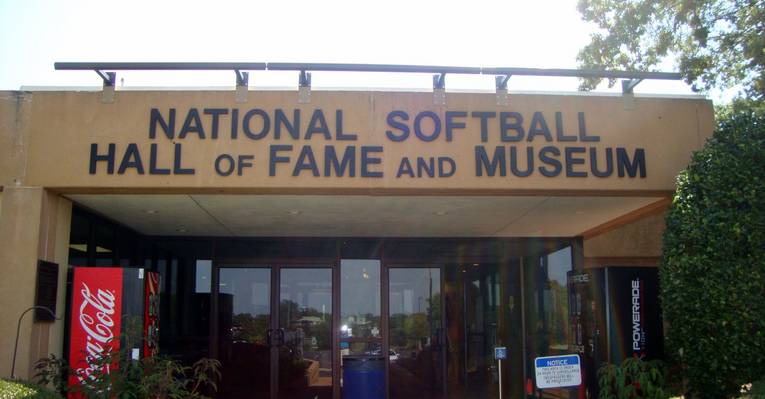 NATIONAL SOFTBALL
HALL OF FAME AND MUSEUM
Coca-Cola
POWERADE
NOTICE